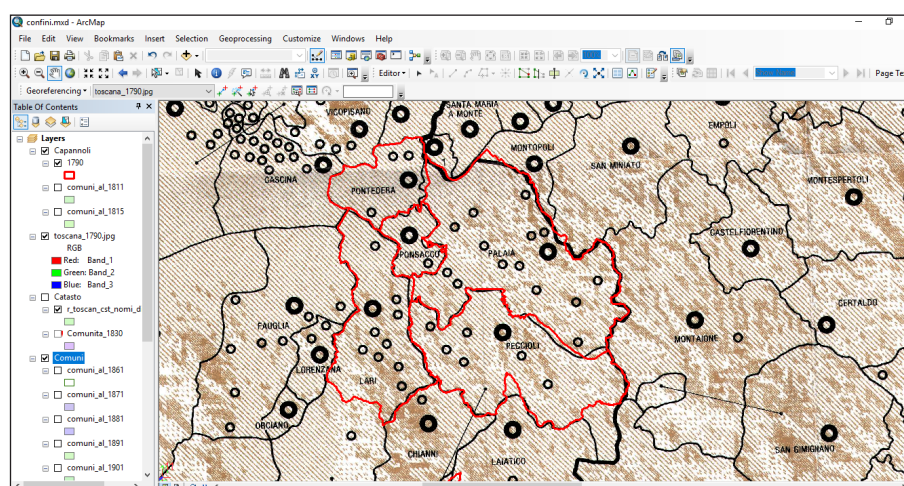 confini.mxd - ArcMap
File Edit View Bookmarks Insert Selection Geoprocessing Customize Windows Help
Editor
Page Te
Georeferencing
toscana_1790.jpg
Table Of Contents
Layers
Capannoli
1790
comuni_al_1811
comuni_al_1815
toscana_1790.jpg
RGB
Red: Band_1
Green: Band_2
Blue: Band_3
Catasto
r_toscan_cst_nomi_d
Comunita_1830
Comuni
comuni_al_1861
comuni_al_1871
comuni_al_1881
comuni_al_1891
comuni_al_1901
VICOPISANO
SANTA MARIA
A MONTE
EMPOLI
MONTOPOLI
SAN MINIATO
CASCINA
PONTEDERA
MONTESPERTOLI
CASTELFIORENTINO
PONSACCO
PALAIA
CERTALDO
FAUGLIA
MONTAIONE
PECCIOLI
LORENZANA
LARI
ORCIANO
CHIANNI
LAIATICO
SAN GIMIGNANO